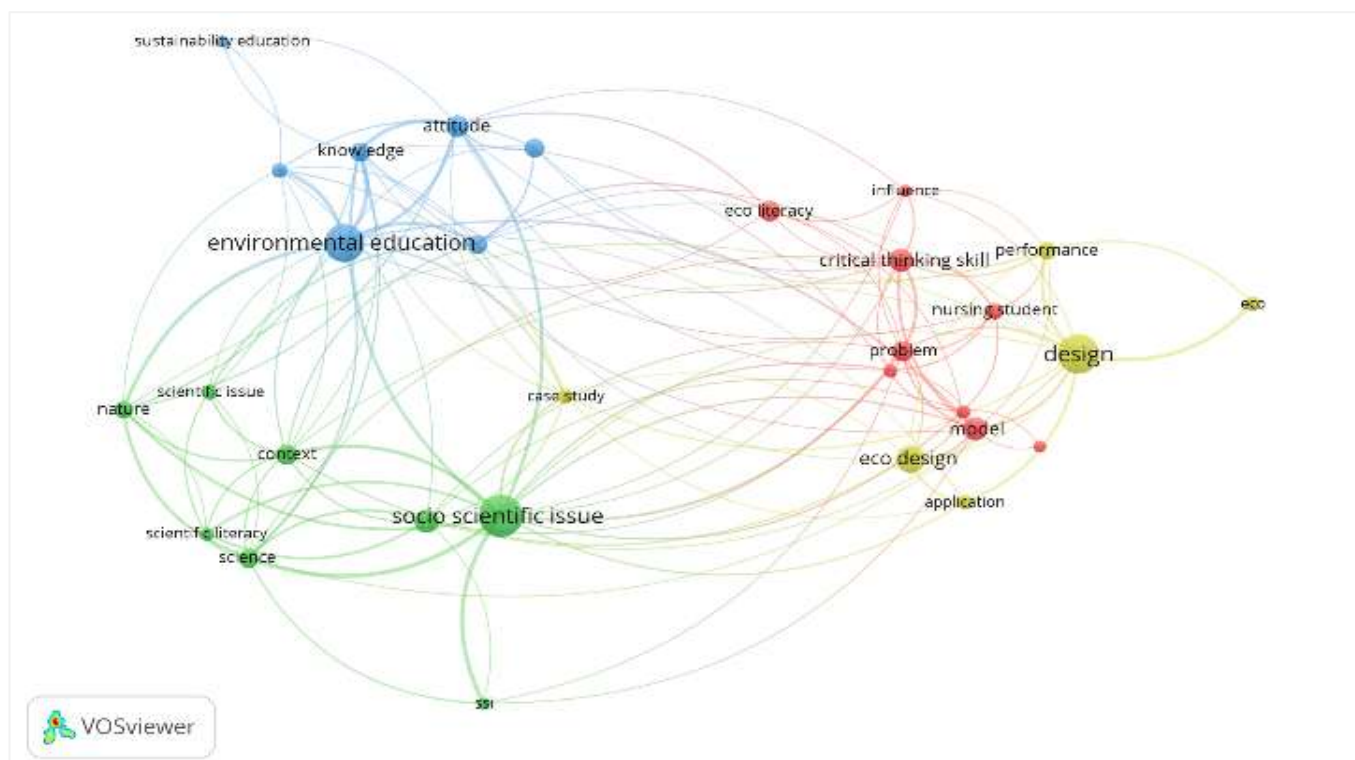 sustainability education
attitude
knowledge
influence
eco literacy
environmental education
performance
critical thinking skill
eco
nursing student
problem
design
scientific issue
case study
nature
model
context
eco design
application
socio scientific issue
scientific literacy
science
ssi
VOSviewer